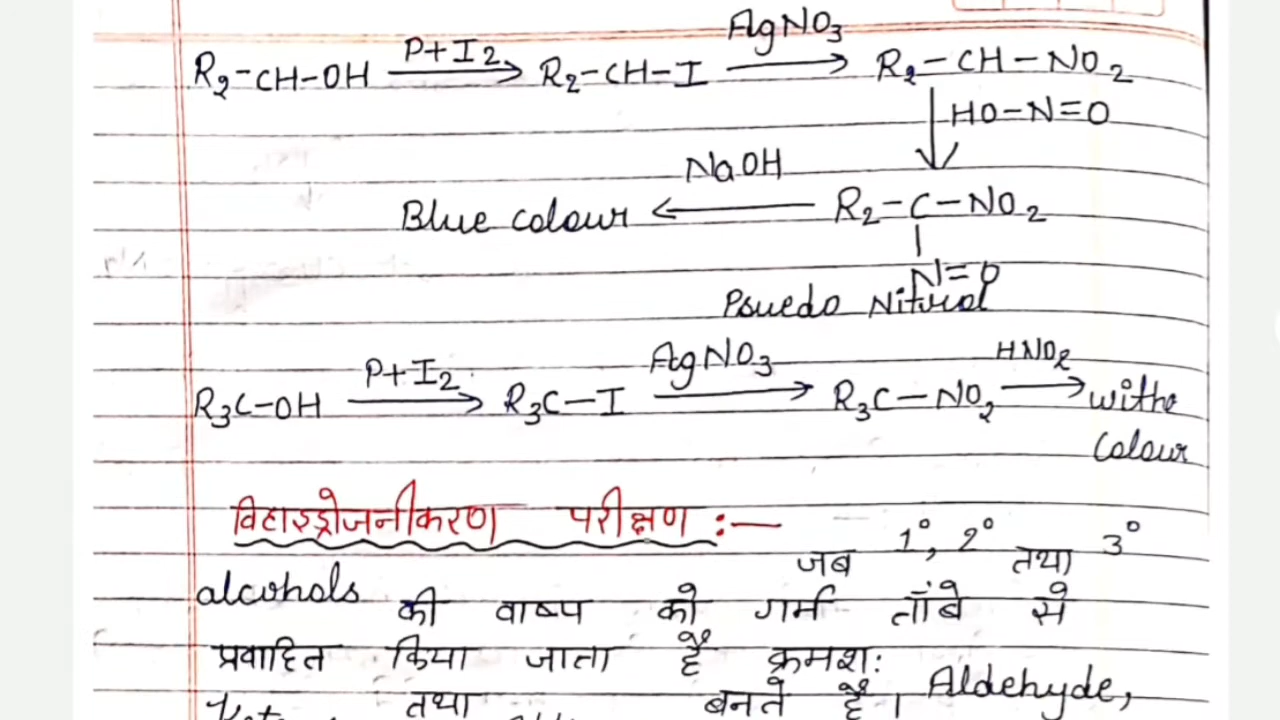 R₂-CH-OH P+I₂ → R₂-CH-I AgNO₃ → R₂-CH-NO₂
↓ HO-N=O
Blue colour ← NaOH R₂-C-NO₂
|
N=O
Psuedo Nitrol
R₃C-OH P+I₂ → R₃C-I AgNO₃ → R₃C-NO₂ HNO₂ →
Colour
विहाइड्रोजनीकरण परीक्षण :—
जब 1°, 2° तथा 3°
alcohols की वाष्प को गर्म ताँबे से
प्रवाहित किया जाता है क्रमशः
Aldehyde,
तथा बनते है।